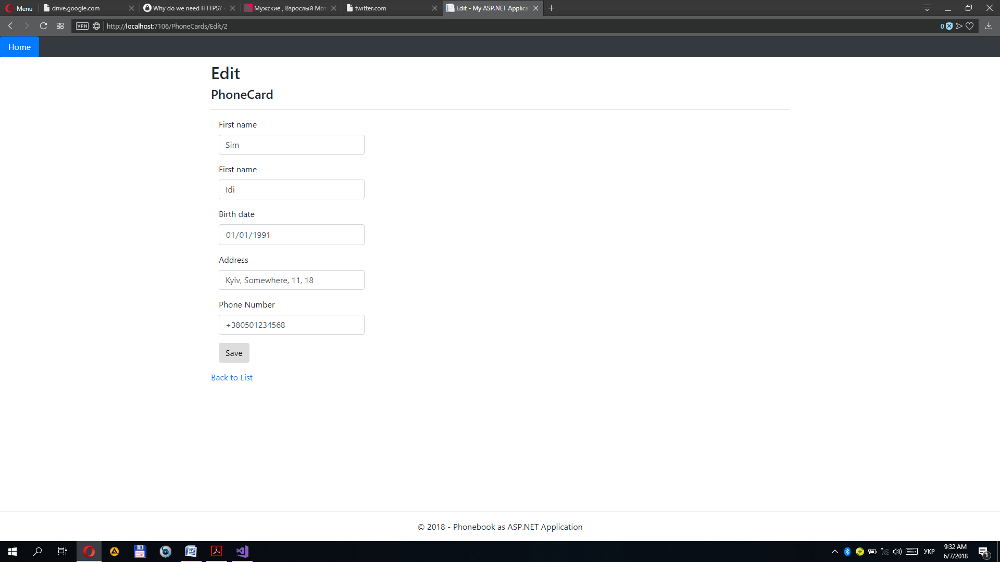 Menu
drive.google.com
Why do we need HTTPS? -
Мужские , Взрослый Мот
twitter.com
Edit - My ASP.NET Applica
VPN
http://localhost:7106/PhoneCards/Edit/2
0
Home
Edit
PhoneCard
First name
Sim
First name
Idi
Birth date
01/01/1991
Address
Kyiv, Somewhere, 11, 18
Phone Number
+380501234568
Save
Back to List
© 2018 - Phonebook as ASP.NET Application
УКР
9:32 AM
6/7/2018
1